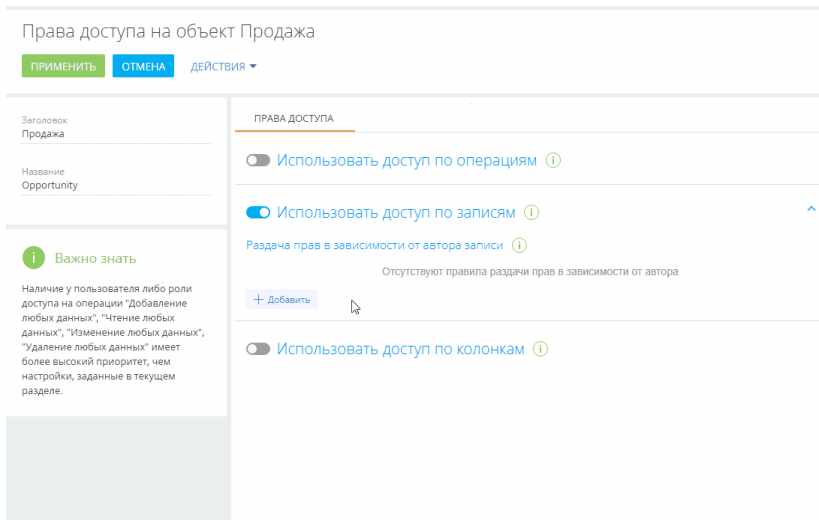 Права доступа на объект Продажа
ПРИМЕНИТЬ ОТМЕНА ДЕЙСТВИЯ
Заголовок
Продажа
Название
Opportunity
Важно знать
Наличие у пользователя либо роли
доступа на операции "Добавление
любых данных", "Чтение любых
данных", "Изменение любых данных",
"Удаление любых данных" имеет
более высокий приоритет, чем
настройки, заданные в текущем
разделе.
ПРАВА ДОСТУПА
Использовать доступ по операциям
Использовать доступ по записям
Раздача прав в зависимости от автора записи
Отсутствуют правила раздачи прав в зависимости от автора
+ Добавить
Использовать доступ по колонкам